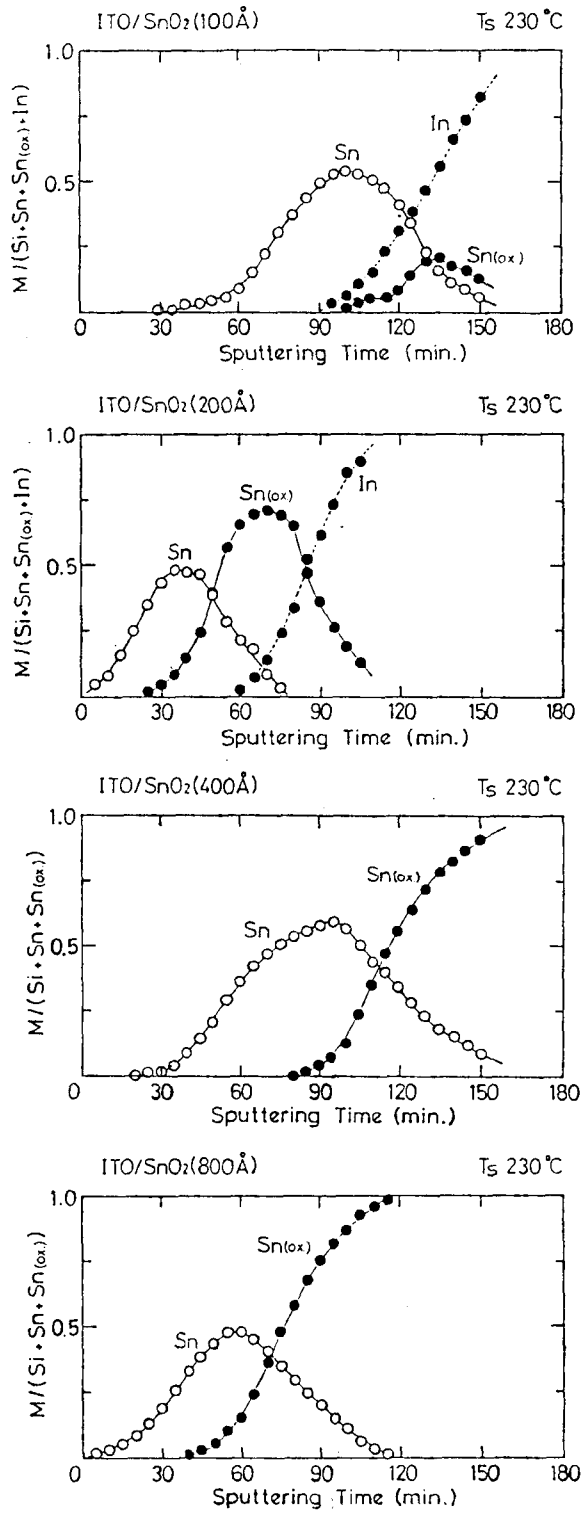 ITO/SnO₂(100Å) Ts 230°C
M/(Si+Sn+Sn(ox)+In)
1.0
0.5
In
Sn
Sn(ox)
0 30 60 90 120 150 180
Sputtering Time (min.)
ITO/SnO₂(200Å) Ts 230°C
M/(Si+Sn+Sn(ox)+In)
1.0
0.5
Sn(ox)
In
Sn
0 30 60 90 120 150 180
Sputtering Time (min.)
ITO/SnO₂(400Å) Ts 230°C
M/(Si+Sn+Sn(ox))
1.0
0.5
Sn(ox)
Sn
0 30 60 90 120 150 180
Sputtering Time (min.)
ITO/SnO₂(800Å) Ts 230°C
M/(Si+Sn+Sn(ox))
1.0
0.5
Sn(ox)
Sn
0 30 60 90 120 150 180
Sputtering Time (min.)